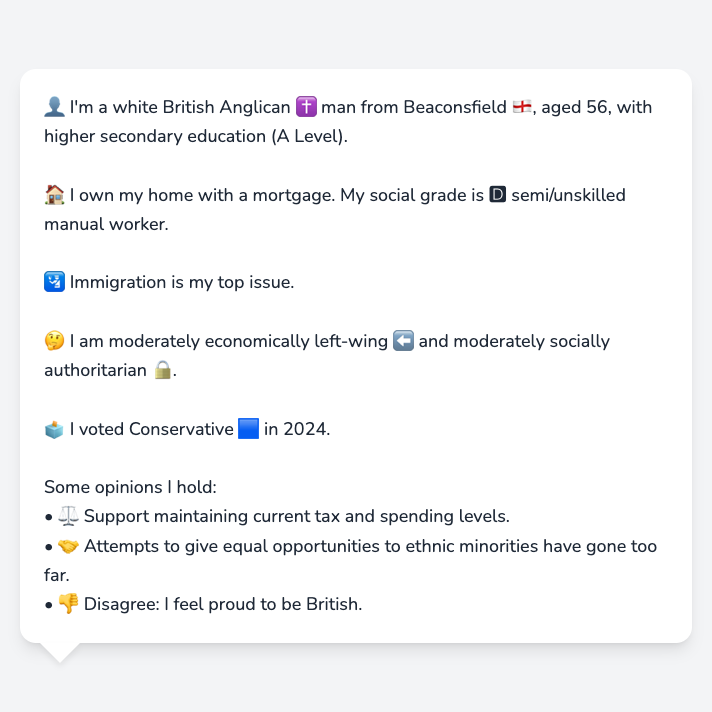 👤 I'm a white British Anglican ✝️ man from Beaconsfield 🏴󠁧󠁢󠁥󠁮󠁧󠁿, aged 56, with
higher secondary education (A Level).
🏠 I own my home with a mortgage. My social grade is 🅳 semi/unskilled
manual worker.
🛂 Immigration is my top issue.
🤔 I am moderately economically left-wing ⬅️ and moderately socially
authoritarian 🔒.
🗳️ I voted Conservative 🟦 in 2024.
Some opinions I hold:
• ⚖️ Support maintaining current tax and spending levels.
• 🤝 Attempts to give equal opportunities to ethnic minorities have gone too
far.
• 👎 Disagree: I feel proud to be British.